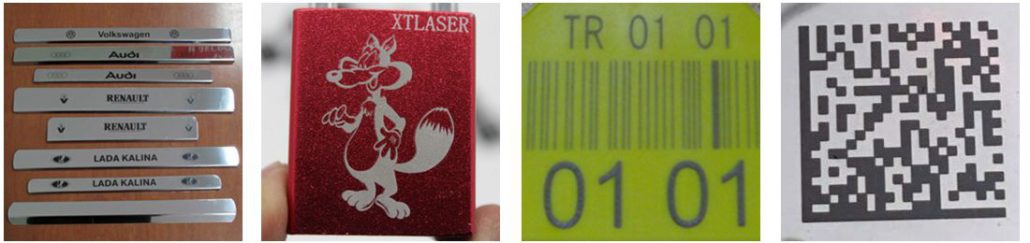 Volkswagen
Audi
Audi
RENAULT
RENAULT
LADA KALINA
LADA KALINA
XTLASER
TR 01 01
01 01